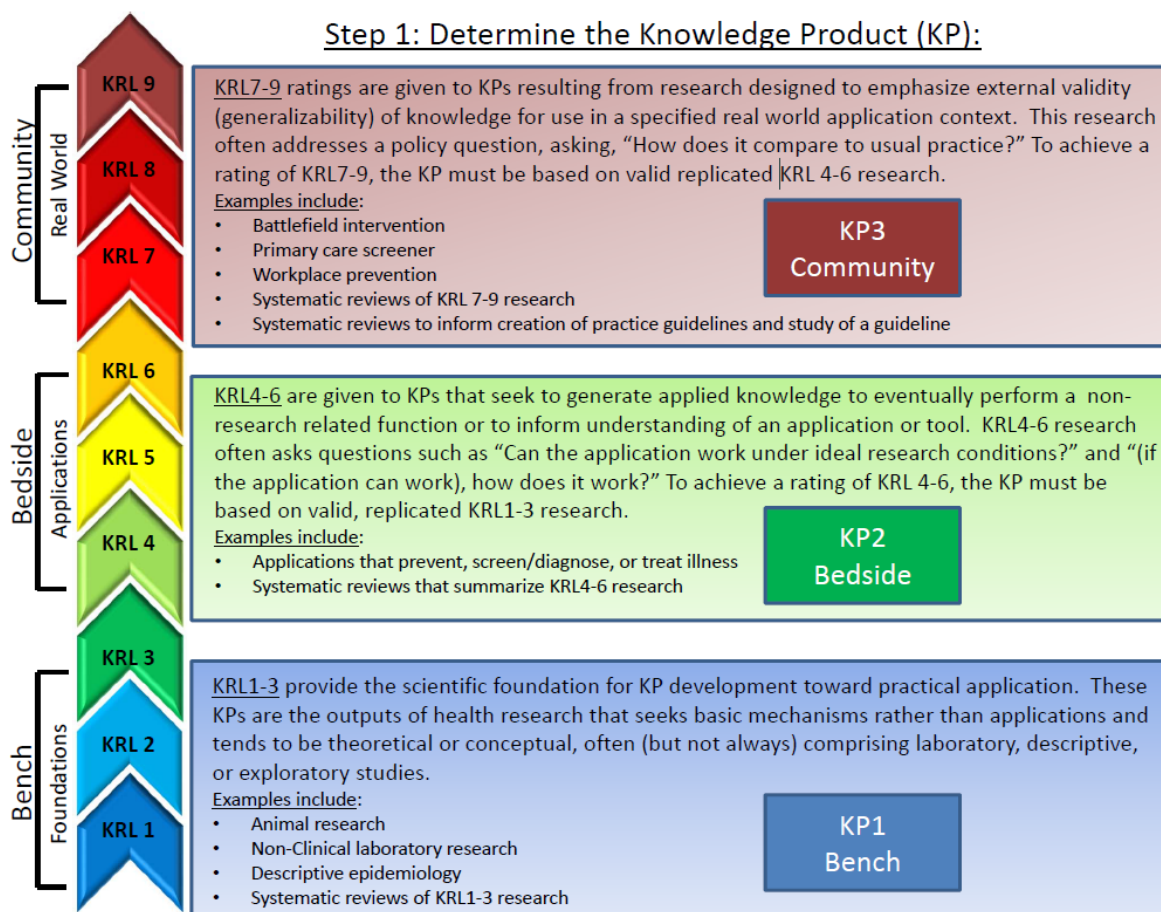 Step 1: Determine the Knowledge Product (KP):
Community
Real World
KRL 9
KRL 8
KRL 7
KRL7-9 ratings are given to KPs resulting from research designed to emphasize external validity
(generalizability) of knowledge for use in a specified real world application context.  This research
often addresses a policy question, asking, “How does it compare to usual practice?” To achieve a
rating of KRL7-9, the KP must be based on valid replicated KRL 4-6 research.
Examples include:
• Battlefield intervention
• Primary care screener
• Workplace prevention
• Systematic reviews of KRL 7-9 research
• Systematic reviews to inform creation of practice guidelines and study of a guideline
KP3
Community
Bedside
Applications
KRL 6
KRL 5
KRL 4
KRL4-6 are given to KPs that seek to generate applied knowledge to eventually perform a  non-
research related function or to inform understanding of an application or tool.  KRL4-6 research
often asks questions such as “Can the application work under ideal research conditions?” and “(if
the application can work), how does it work?” To achieve a rating of KRL 4-6, the KP must be
based on valid, replicated KRL1-3 research.
Examples include:
• Applications that prevent, screen/diagnose, or treat illness
• Systematic reviews that summarize KRL4-6 research
KP2
Bedside
Bench
Foundations
KRL 3
KRL 2
KRL 1
KRL1-3 provide the scientific foundation for KP development toward practical application.  These
KPs are the outputs of health research that seeks basic mechanisms rather than applications and
tends to be theoretical or conceptual, often (but not always) comprising laboratory, descriptive,
or exploratory studies.
Examples include:
• Animal research
• Non-Clinical laboratory research
• Descriptive epidemiology
• Systematic reviews of KRL1-3 research
KP1
Bench